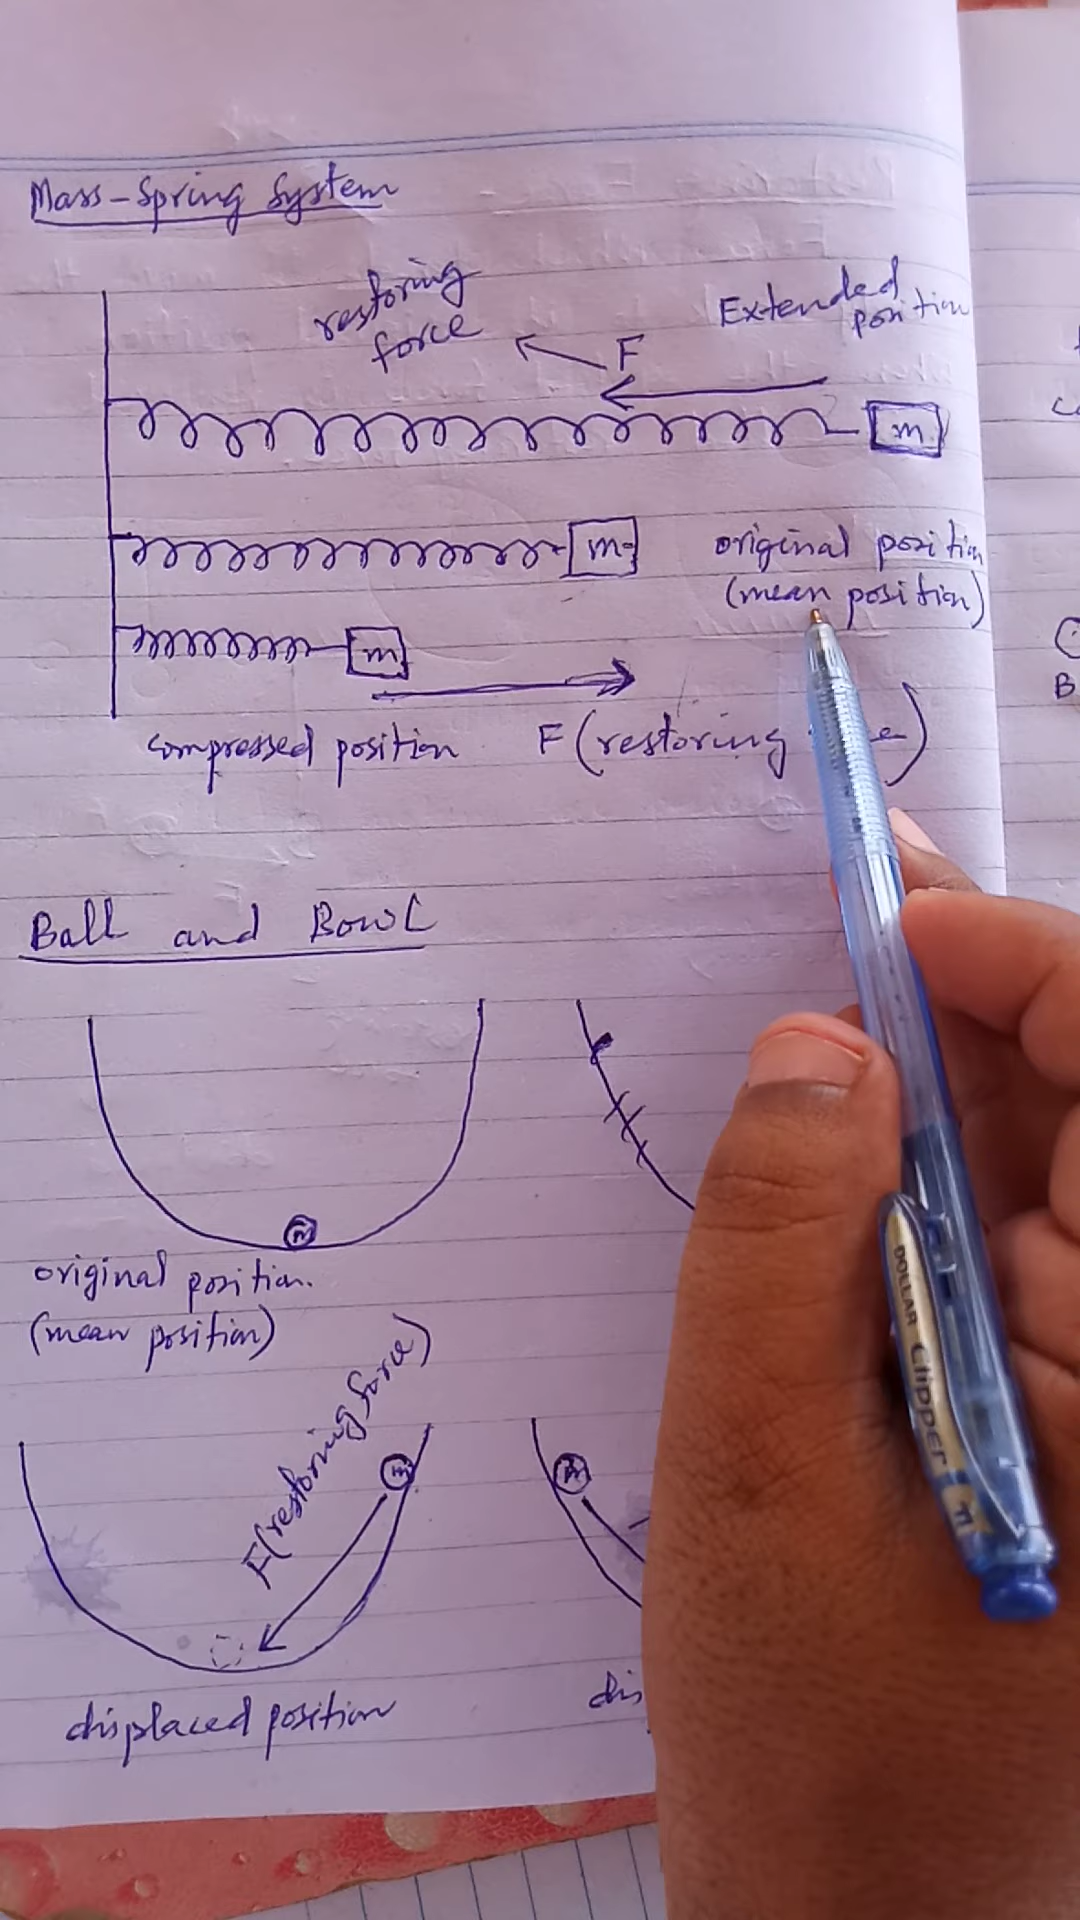 Mass-Spring System
restoring
force
F
Extended
position
m
m
original position
(mean position)
m
compressed position
F (restoring
Ball and Bowl
m
original position.
(mean position)
F(restoring force)
m
m
displaced position
dis
DOLLAR Clipper